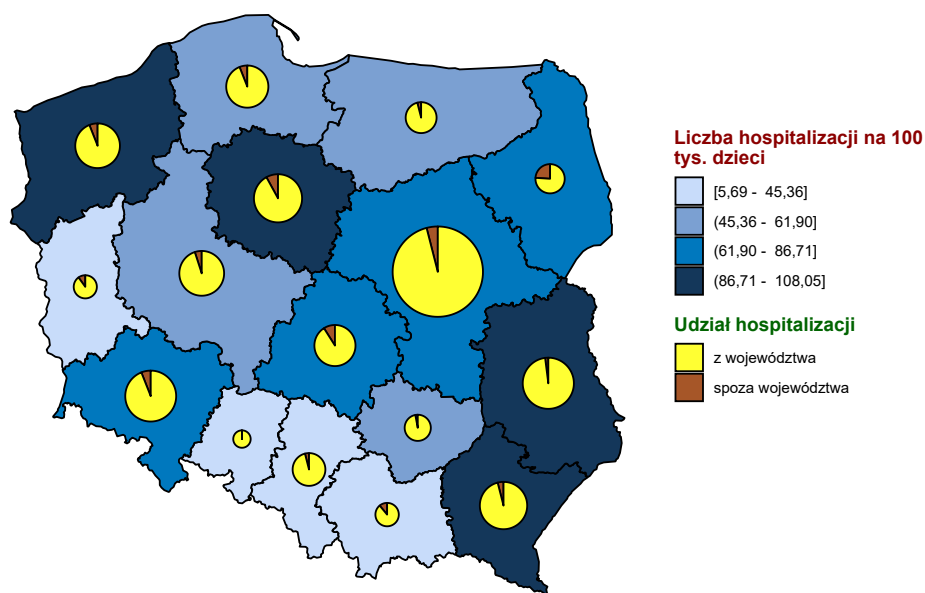 Liczba hospitalizacji na 100
tys. dzieci
[5,69 - 45,36]
(45,36 - 61,90]
(61,90 - 86,71]
(86,71 - 108,05]
Udział hospitalizacji
z województwa
spoza województwa